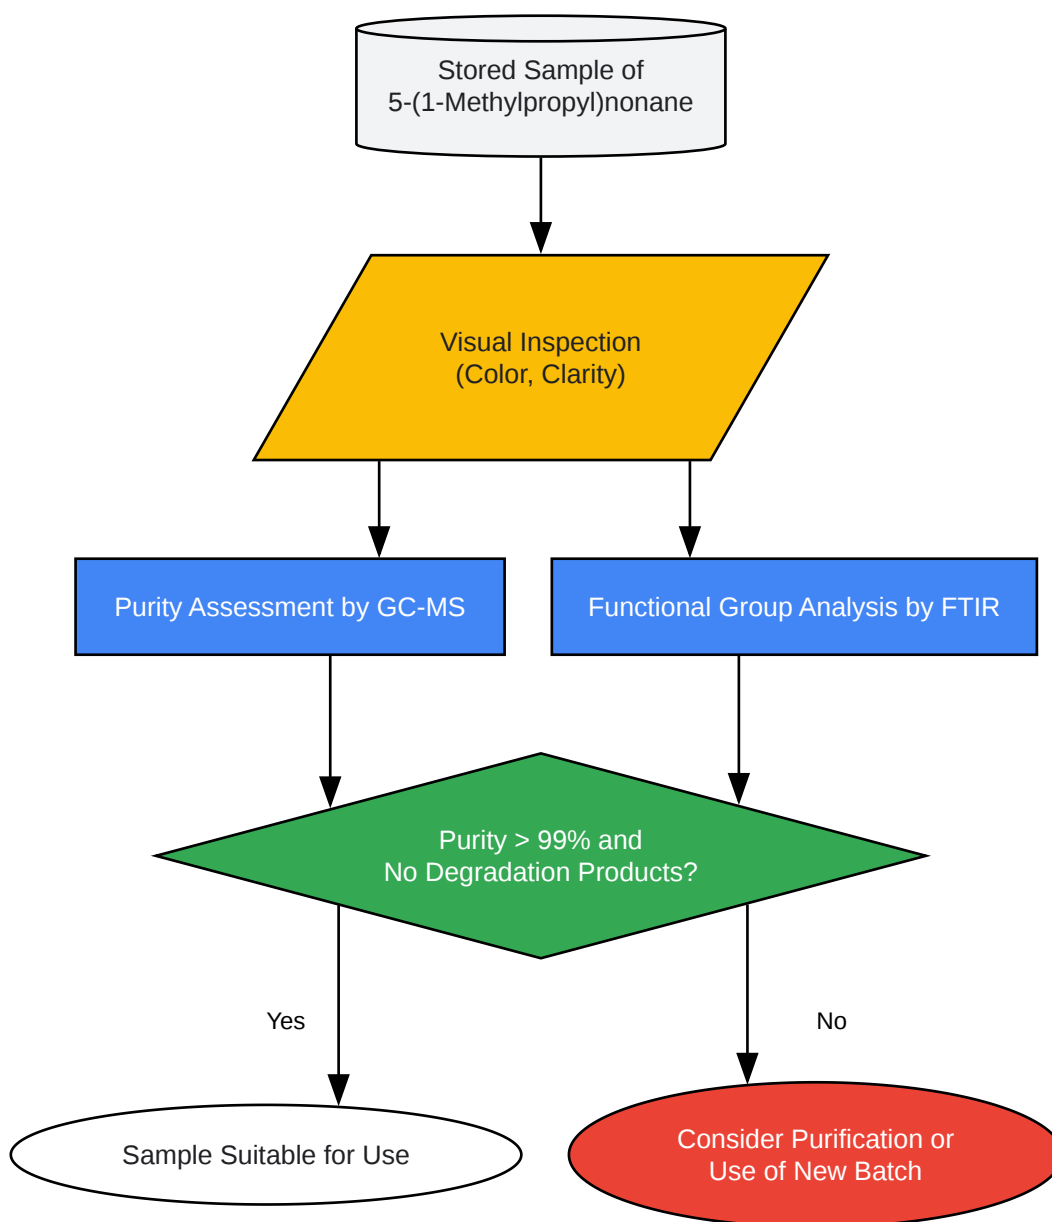 Stored Sample of
5-(1-Methylpropyl)nonane
Visual Inspection
(Color, Clarity)
Purity Assessment by GC-MS
Functional Group Analysis by FTIR
Purity > 99% and
No Degradation Products?
Yes
No
Sample Suitable for Use
Consider Purification or
Use of New Batch